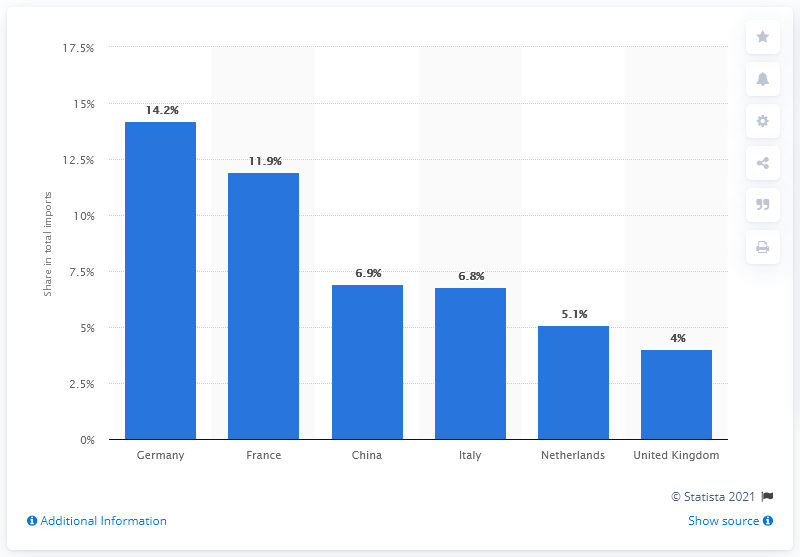 17.5%
15%
12.5%
10%
7.5%
5%
2.5%
0%
Share in total imports
14.2%
11.9%
6.9%
6.8%
5.1%
4%
Germany
France
China
Italy
Netherlands
United Kingdom
© Statista 2021
Additional Information
Show source